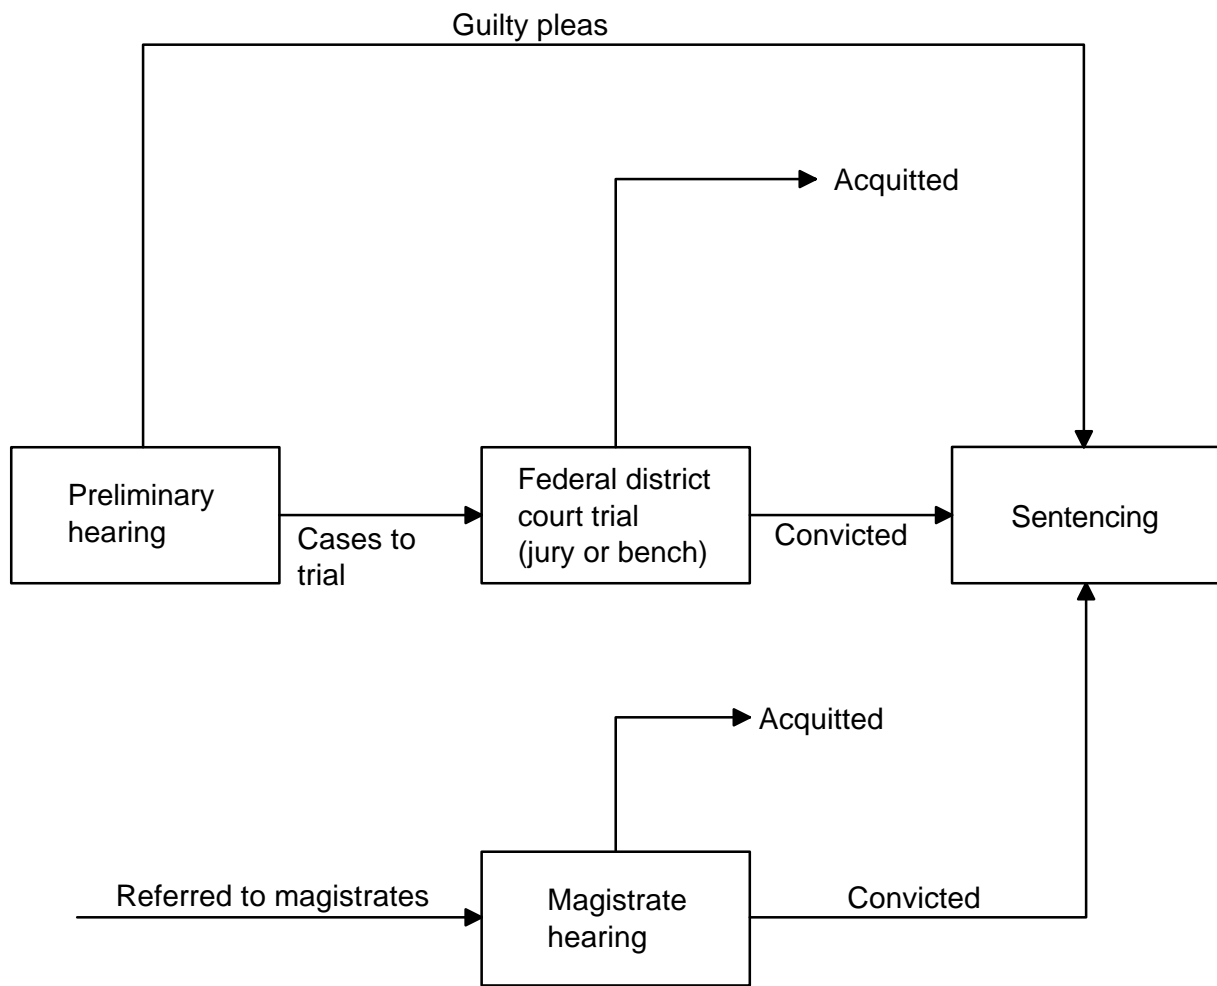 Guilty pleas
Acquitted
Preliminary
hearing
Cases to
trial
Federal district
court trial
(jury or bench)
Convicted
Sentencing
Acquitted
Referred to magistrates
Magistrate
hearing
Convicted